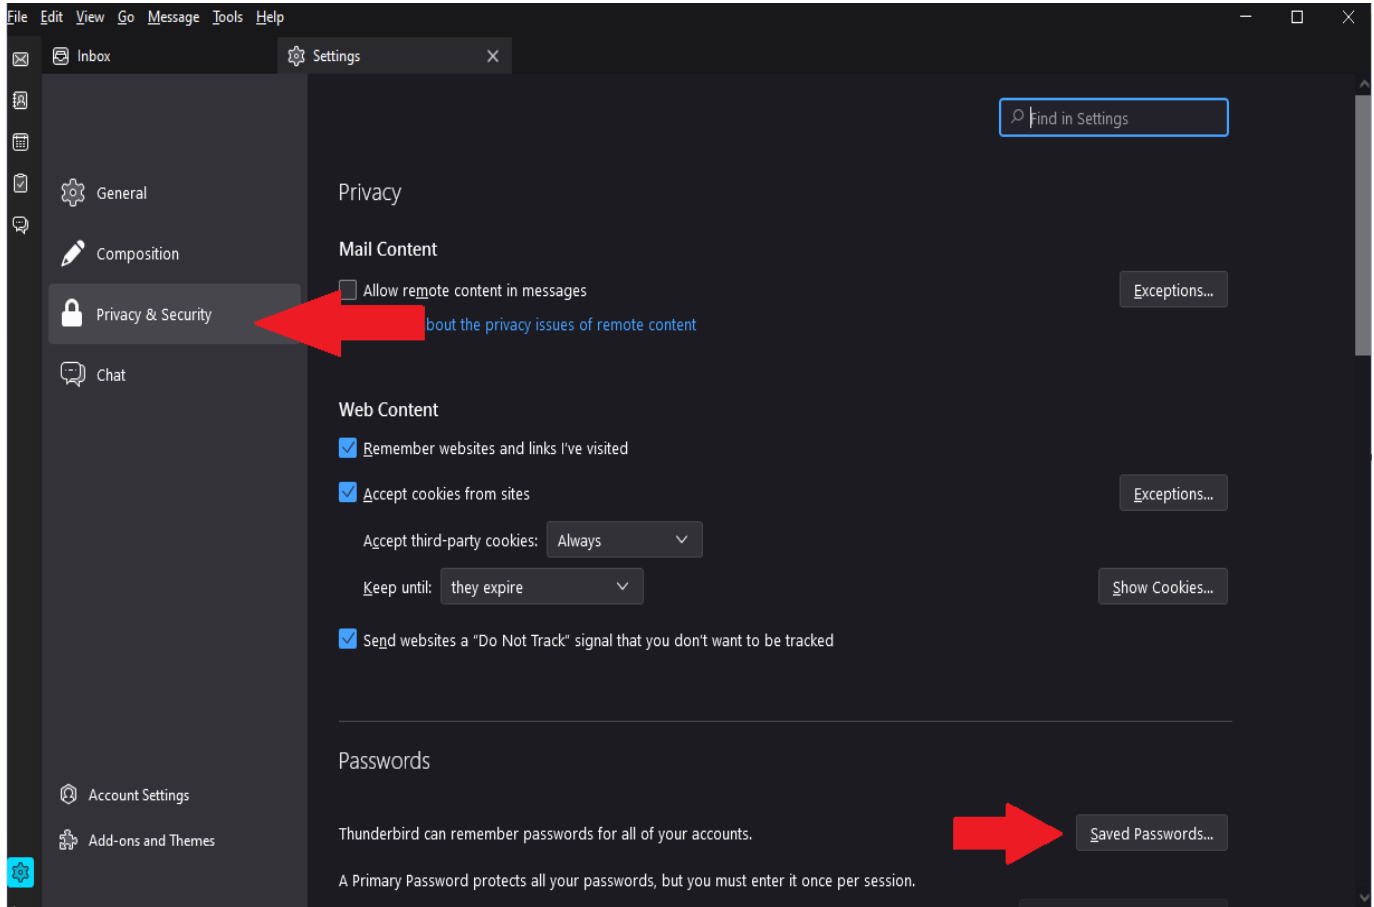 File Edit View Go Message Tools Help
Inbox
Settings
Find in Settings
General
Composition
Privacy & Security
Chat
Account Settings
Add-ons and Themes
Privacy
Mail Content
Allow remote content in messages
Exceptions...
about the privacy issues of remote content
Web Content
Remember websites and links I've visited
Accept cookies from sites
Exceptions...
Accept third-party cookies: Always
Keep until: they expire
Show Cookies...
Send websites a “Do Not Track” signal that you don't want to be tracked
Passwords
Thunderbird can remember passwords for all of your accounts.
Saved Passwords...
A Primary Password protects all your passwords, but you must enter it once per session.